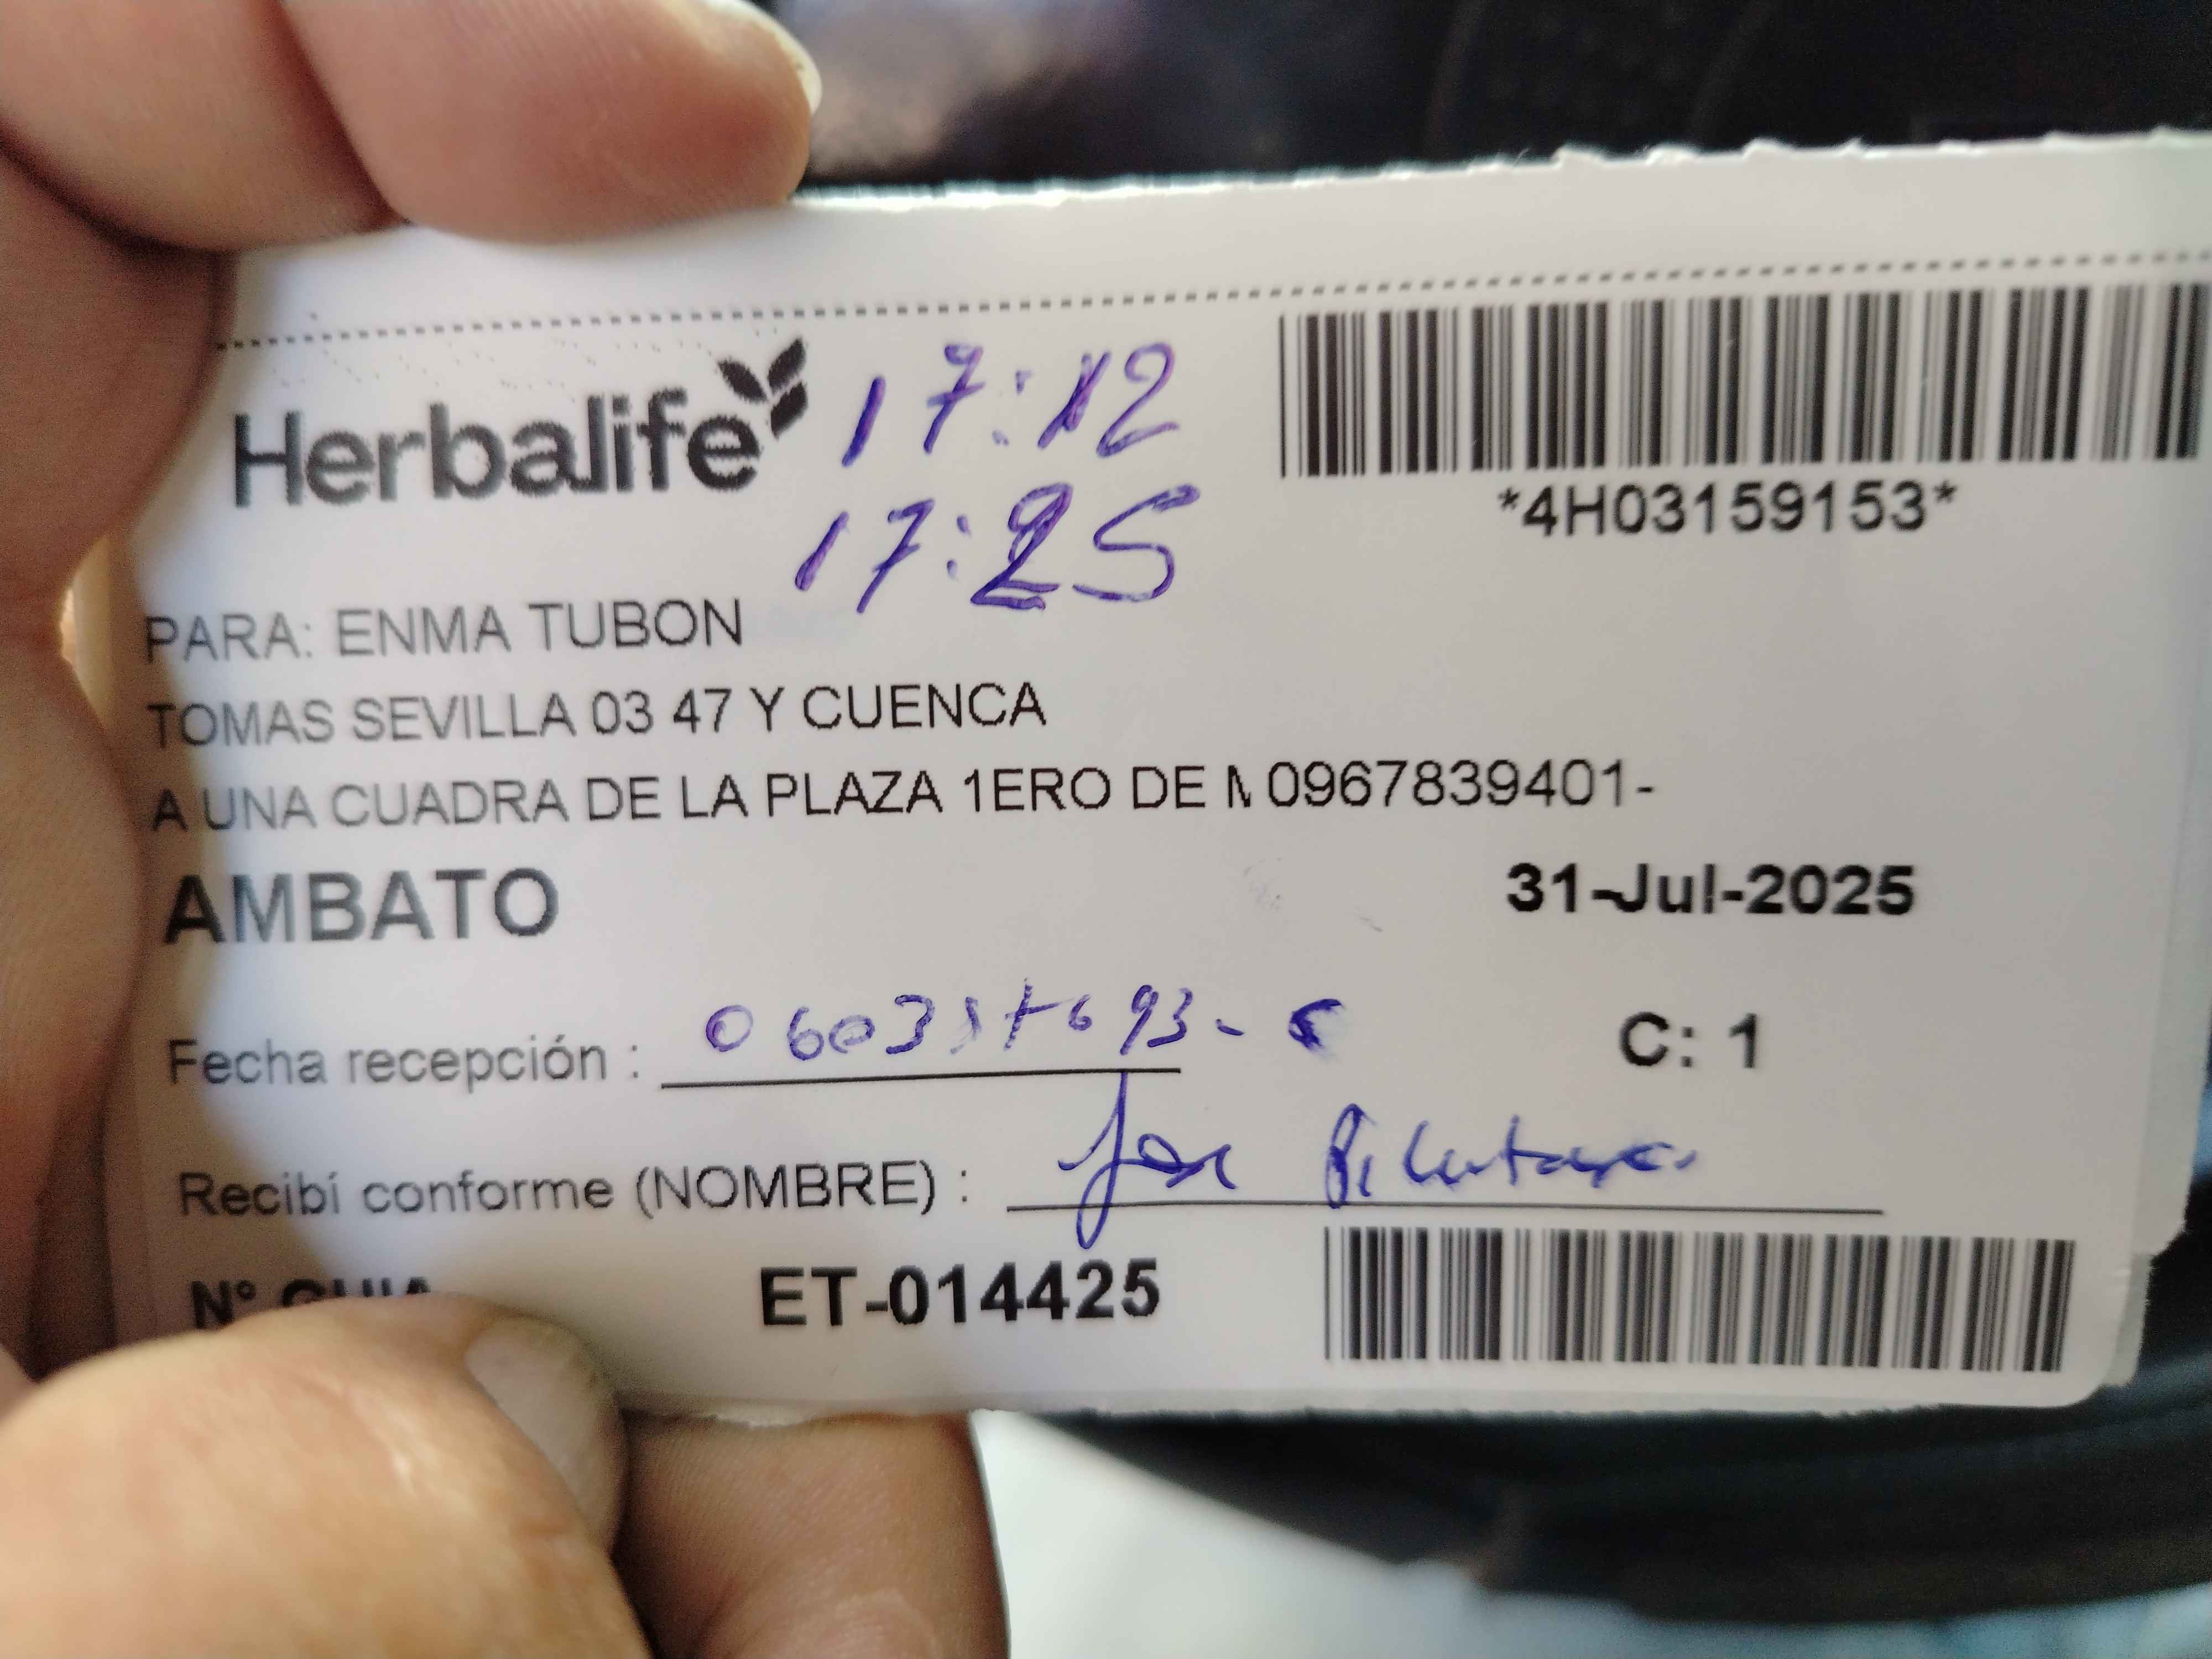 Herbalife
17:12
17:25
*4H03159153*
PARA: ENMA TUBON
TOMAS SEVILLA 03 47 Y CUENCA
A UNA CUADRA DE LA PLAZA 1ERO DE M 0967839401-
AMBATO
31-Jul-2025
Fecha recepción :
C: 1
Recibí conforme (NOMBRE) :
N° GUIA
ET-014425